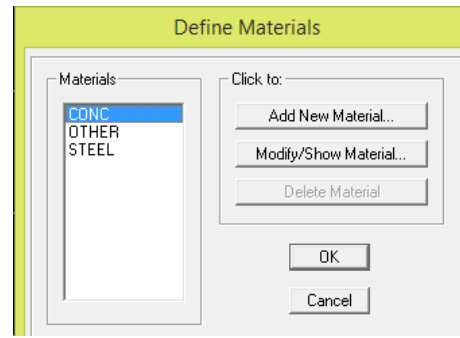 Define Materials
Materials
CONC
OTHER
STEEL
Click to:
Add New Material...
Modify/Show Material...
Delete Material
OK
Cancel